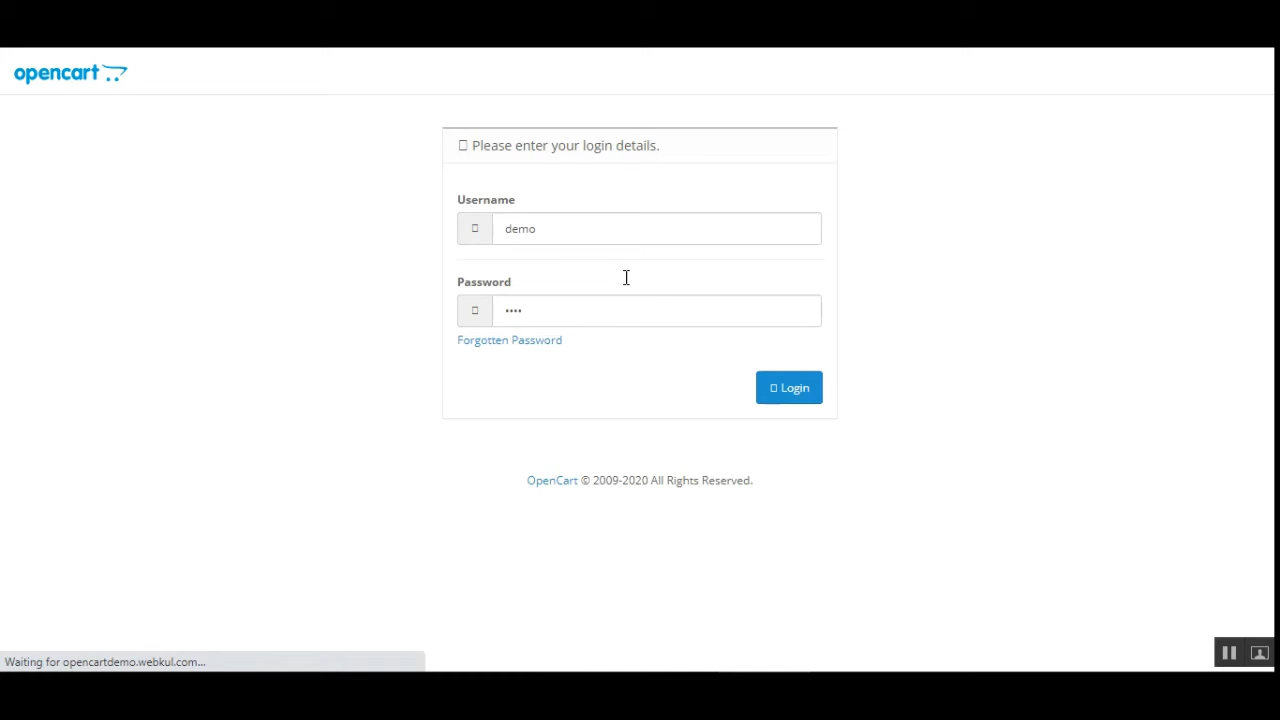 opencart
Please enter your login details.
Username
demo
Password
••••
Forgotten Password
Login
OpenCart © 2009-2020 All Rights Reserved.
Waiting for opencartdemo.webkul.com...